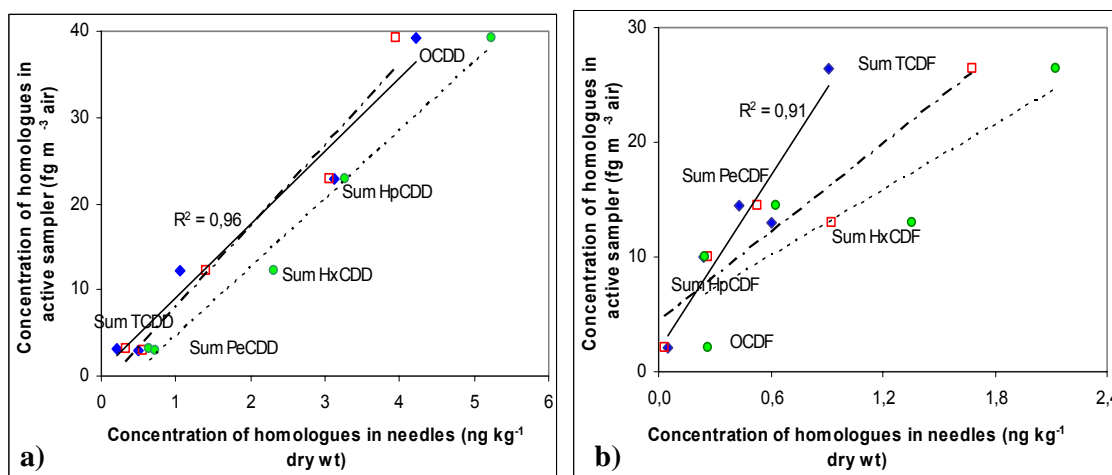 a)
Concentration of homologues in
active sampler (fg m ⁻³ air)
40
30
20
10
0
0 1 2 3 4 5 6
OCDD
R² = 0,96
Sum HpCDD
Sum HxCDD
Sum TCDD
Sum PeCDD
Concentration of homologues in needles (ng kg⁻¹
dry wt)
b)
Concentration of homologues in
active sampler (fg m ⁻³ air)
30
20
10
0
0,0 0,6 1,2 1,8 2,4
Sum TCDF
R² = 0,91
Sum PeCDF
Sum HxCDF
Sum HpCDF
OCDF
Concentration of homologues in needles (ng kg⁻¹
dry wt)